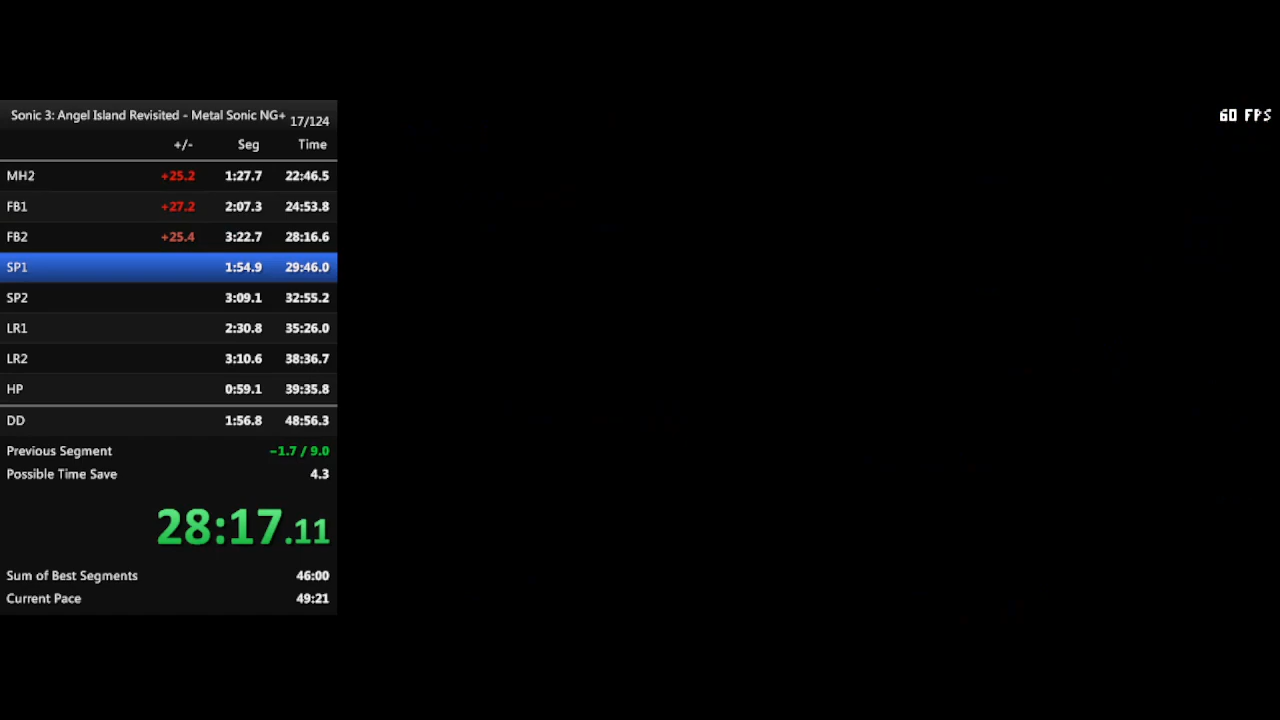 Sonic 3: Angel Island Revisited - Metal Sonic NG+ 17/124
60 FPS
+/- Seg Time
MH2 +25.2 1:27.7 22:46.5
FB1 +27.2 2:07.3 24:53.8
FB2 +25.4 3:22.7 28:16.6
SP1 1:54.9 29:46.0
SP2 3:09.1 32:55.2
LR1 2:30.8 35:26.0
LR2 3:10.6 38:36.7
HP 0:59.1 39:35.8
DD 1:56.8 48:56.3
Previous Segment −1.7 / 9.0
Possible Time Save 4.3
28:17.11
Sum of Best Segments 46:00
Current Pace 49:21